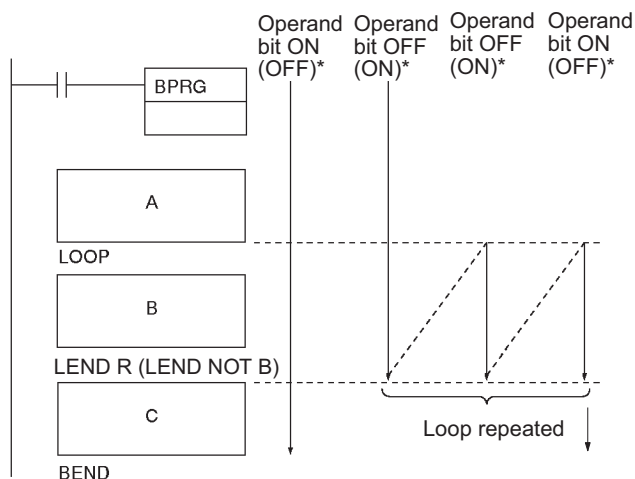 Operand bit ON (OFF)*
Operand bit OFF (ON)*
Operand bit OFF (ON)*
Operand bit ON (OFF)*
BPRG
A
LOOP
B
LEND R (LEND NOT B)
C
Loop repeated
BEND